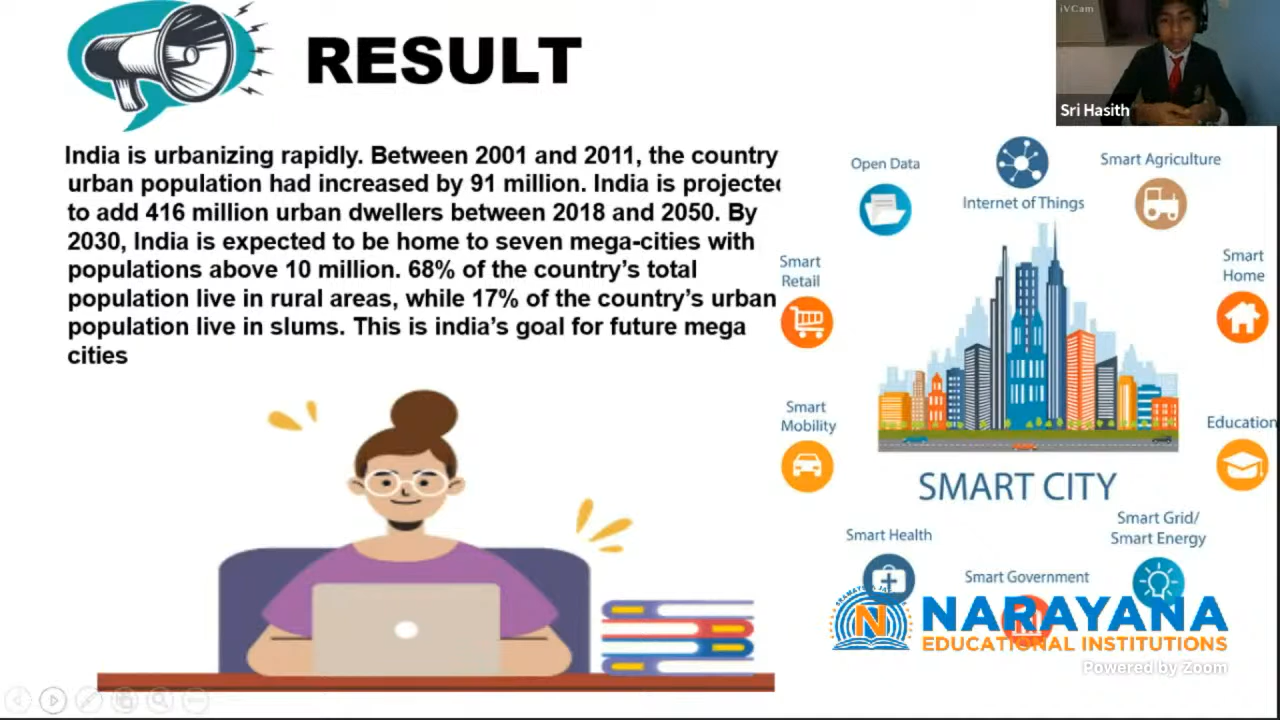 RESULT
iVCam
Sri Hasith
India is urbanizing rapidly. Between 2001 and 2011, the country
urban population had increased by 91 million. India is projected
to add 416 million urban dwellers between 2018 and 2050. By
2030, India is expected to be home to seven mega-cities with
populations above 10 million. 68% of the country's total
population live in rural areas, while 17% of the country's urban
population live in slums. This is india's goal for future mega
cities
Open Data
Internet of Things
Smart Agriculture
Smart
Retail
Smart
Home
Smart
Mobility
Education
SMART CITY
Smart Health
Smart Grid/
Smart Energy
Smart Government
N
NARAYANA
EDUCATIONAL INSTITUTIONS
Powered by Zoom